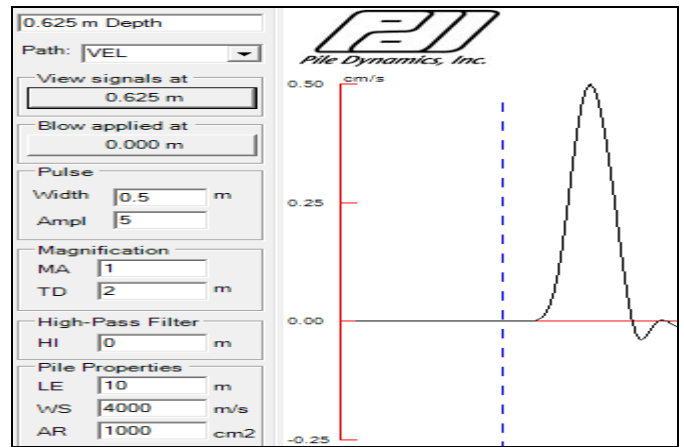 0.625 m Depth
Path: VEL
View signals at
0.625 m
Blow applied at
0.000 m
Pulse
Width 0.5 m
Ampl 5
Magnification
MA 1
TD 2 m
High-Pass Filter
HI 0 m
Pile Properties
LE 10 m
WS 4000 m/s
AR 1000 cm2
PDI
Pile Dynamics, Inc.
0.50 cm/s
0.25
0.00
-0.25